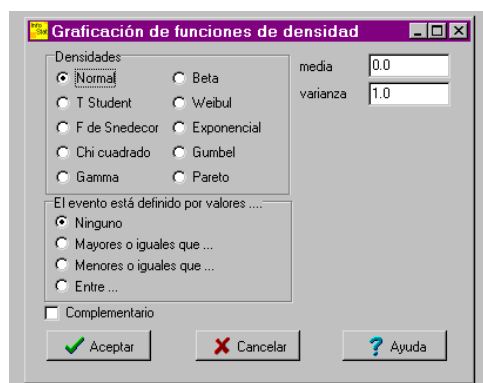 Info
Stat
Graficación de funciones de densidad
Densidades
Normal
Beta
media
0.0
T Student
Weibul
varianza
1.0
F de Snedecor
Exponencial
Chi cuadrado
Gumbel
Gamma
Pareto
El evento está definido por valores ....
Ninguno
Mayores o iguales que ...
Menores o iguales que ...
Entre ...
Complementario
Aceptar
Cancelar
Ayuda